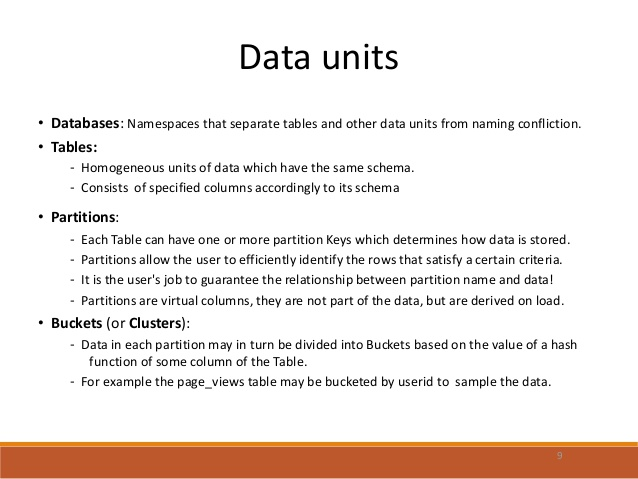 Data units
• Databases: Namespaces that separate tables and other data units from naming confliction.
• Tables:
- Homogeneous units of data which have the same schema.
- Consists of specified columns accordingly to its schema
• Partitions:
- Each Table can have one or more partition Keys which determines how data is stored.
- Partitions allow the user to efficiently identify the rows that satisfy a certain criteria.
- It is the user's job to guarantee the relationship between partition name and data!
- Partitions are virtual columns, they are not part of the data, but are derived on load.
• Buckets (or Clusters):
- Data in each partition may in turn be divided into Buckets based on the value of a hash
function of some column of the Table.
- For example the page_views table may be bucketed by userid to sample the data.
9